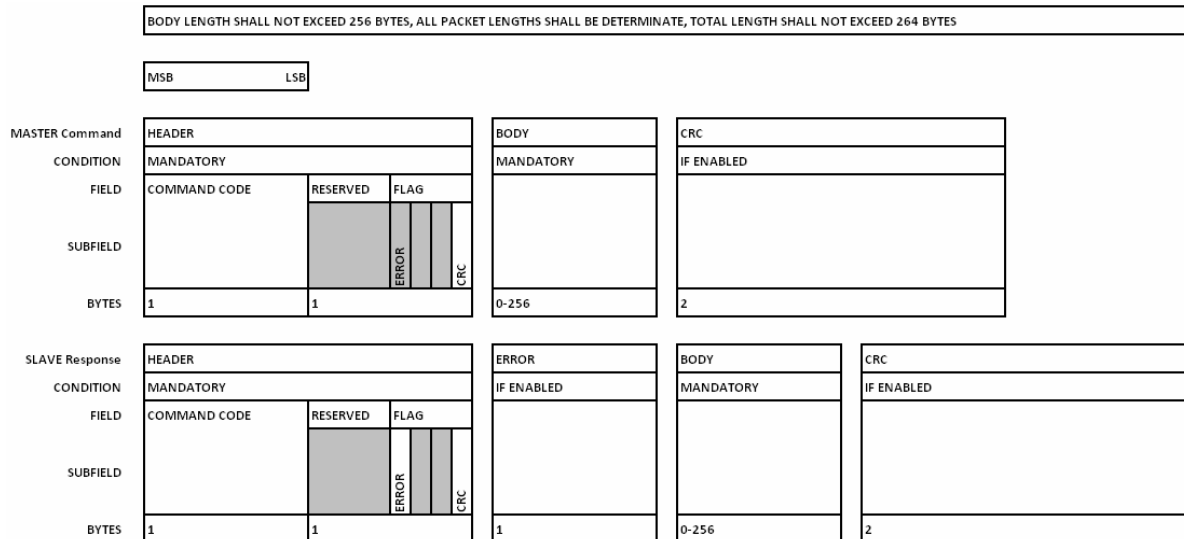 BODY LENGTH SHALL NOT EXCEED 256 BYTES, ALL PACKET LENGTHS SHALL BE DETERMINATE, TOTAL LENGTH SHALL NOT EXCEED 264 BYTES
MSB LSB
MASTER Command HEADER BODY CRC
CONDITION MANDATORY MANDATORY IF ENABLED
FIELD COMMAND CODE RESERVED FLAG
SUBFIELD ERROR CRC
BYTES 1 1 0-256 2
SLAVE Response HEADER ERROR BODY CRC
CONDITION MANDATORY IF ENABLED MANDATORY IF ENABLED
FIELD COMMAND CODE RESERVED FLAG
SUBFIELD ERROR CRC
BYTES 1 1 1 0-256 2